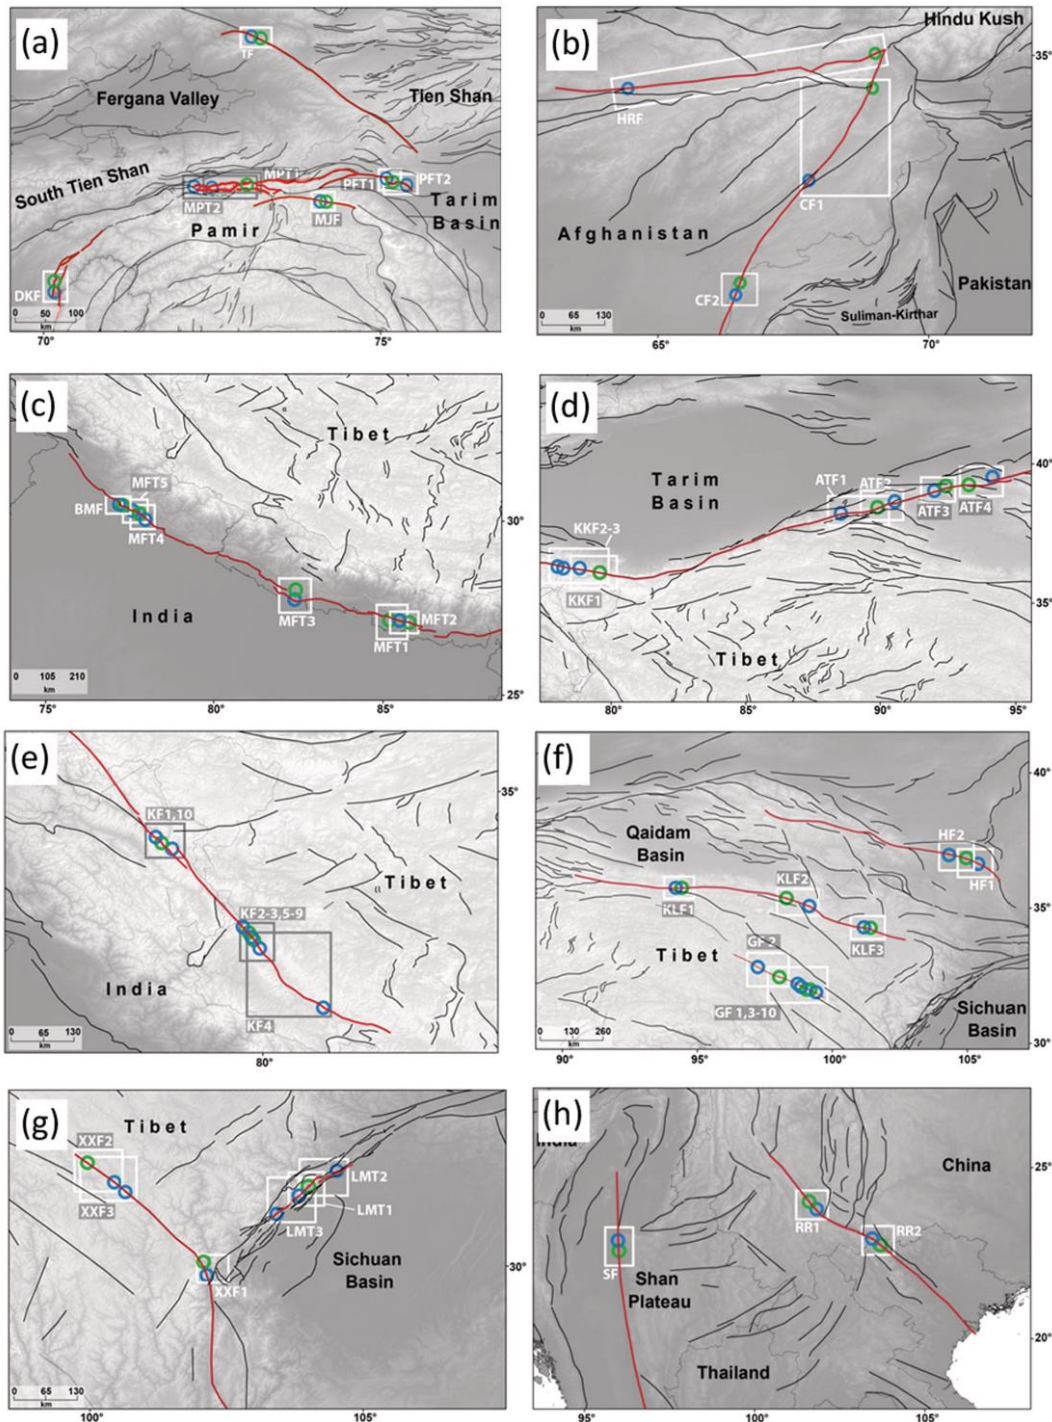 (a)
TF
Fergana Valley
Tien Shan
South Tien Shan
MPT1
PFT1
PFT2
MPT2
MJF
Tarim
Basin
Pamir
DKF
0 50 100
km
70°
75°
(b)
Hindu Kush
35°
HRF
CF1
Afghanistan
CF2
Pakistan
Suliman-Kirthar
0 65 130
km
65°
70°
(c)
Tibet
MFT5
BMF
MFT4
30°
India
MFT3
MFT2
MFT1
0 105 210
km
25°
75°
80°
85°
(d)
Tarim
Basin
40°
ATF1
ATF2
ATF3
ATF4
KKF2-3
KKF1
35°
Tibet
80°
85°
90°
95°
(e)
35°
KF1,10
Tibet
KF2-3,5-9
India
KF4
0 65 130
km
80°
(f)
Qaidam
Basin
HF2
HF1
KLF2
KLF1
35°
KLF3
GF2
Tibet
GF1,3-10
Sichuan
Basin
0 130 260
km
30°
90°
95°
100°
105°
(g)
Tibet
XXF2
XXF3
LMT2
LMT1
LMT3
Sichuan
Basin
XXF1
30°
0 65 130
km
100°
105°
(h)
India
China
25°
RR1
RR2
SF
Shan
Plateau
20°
Thailand
95°
100°
105°